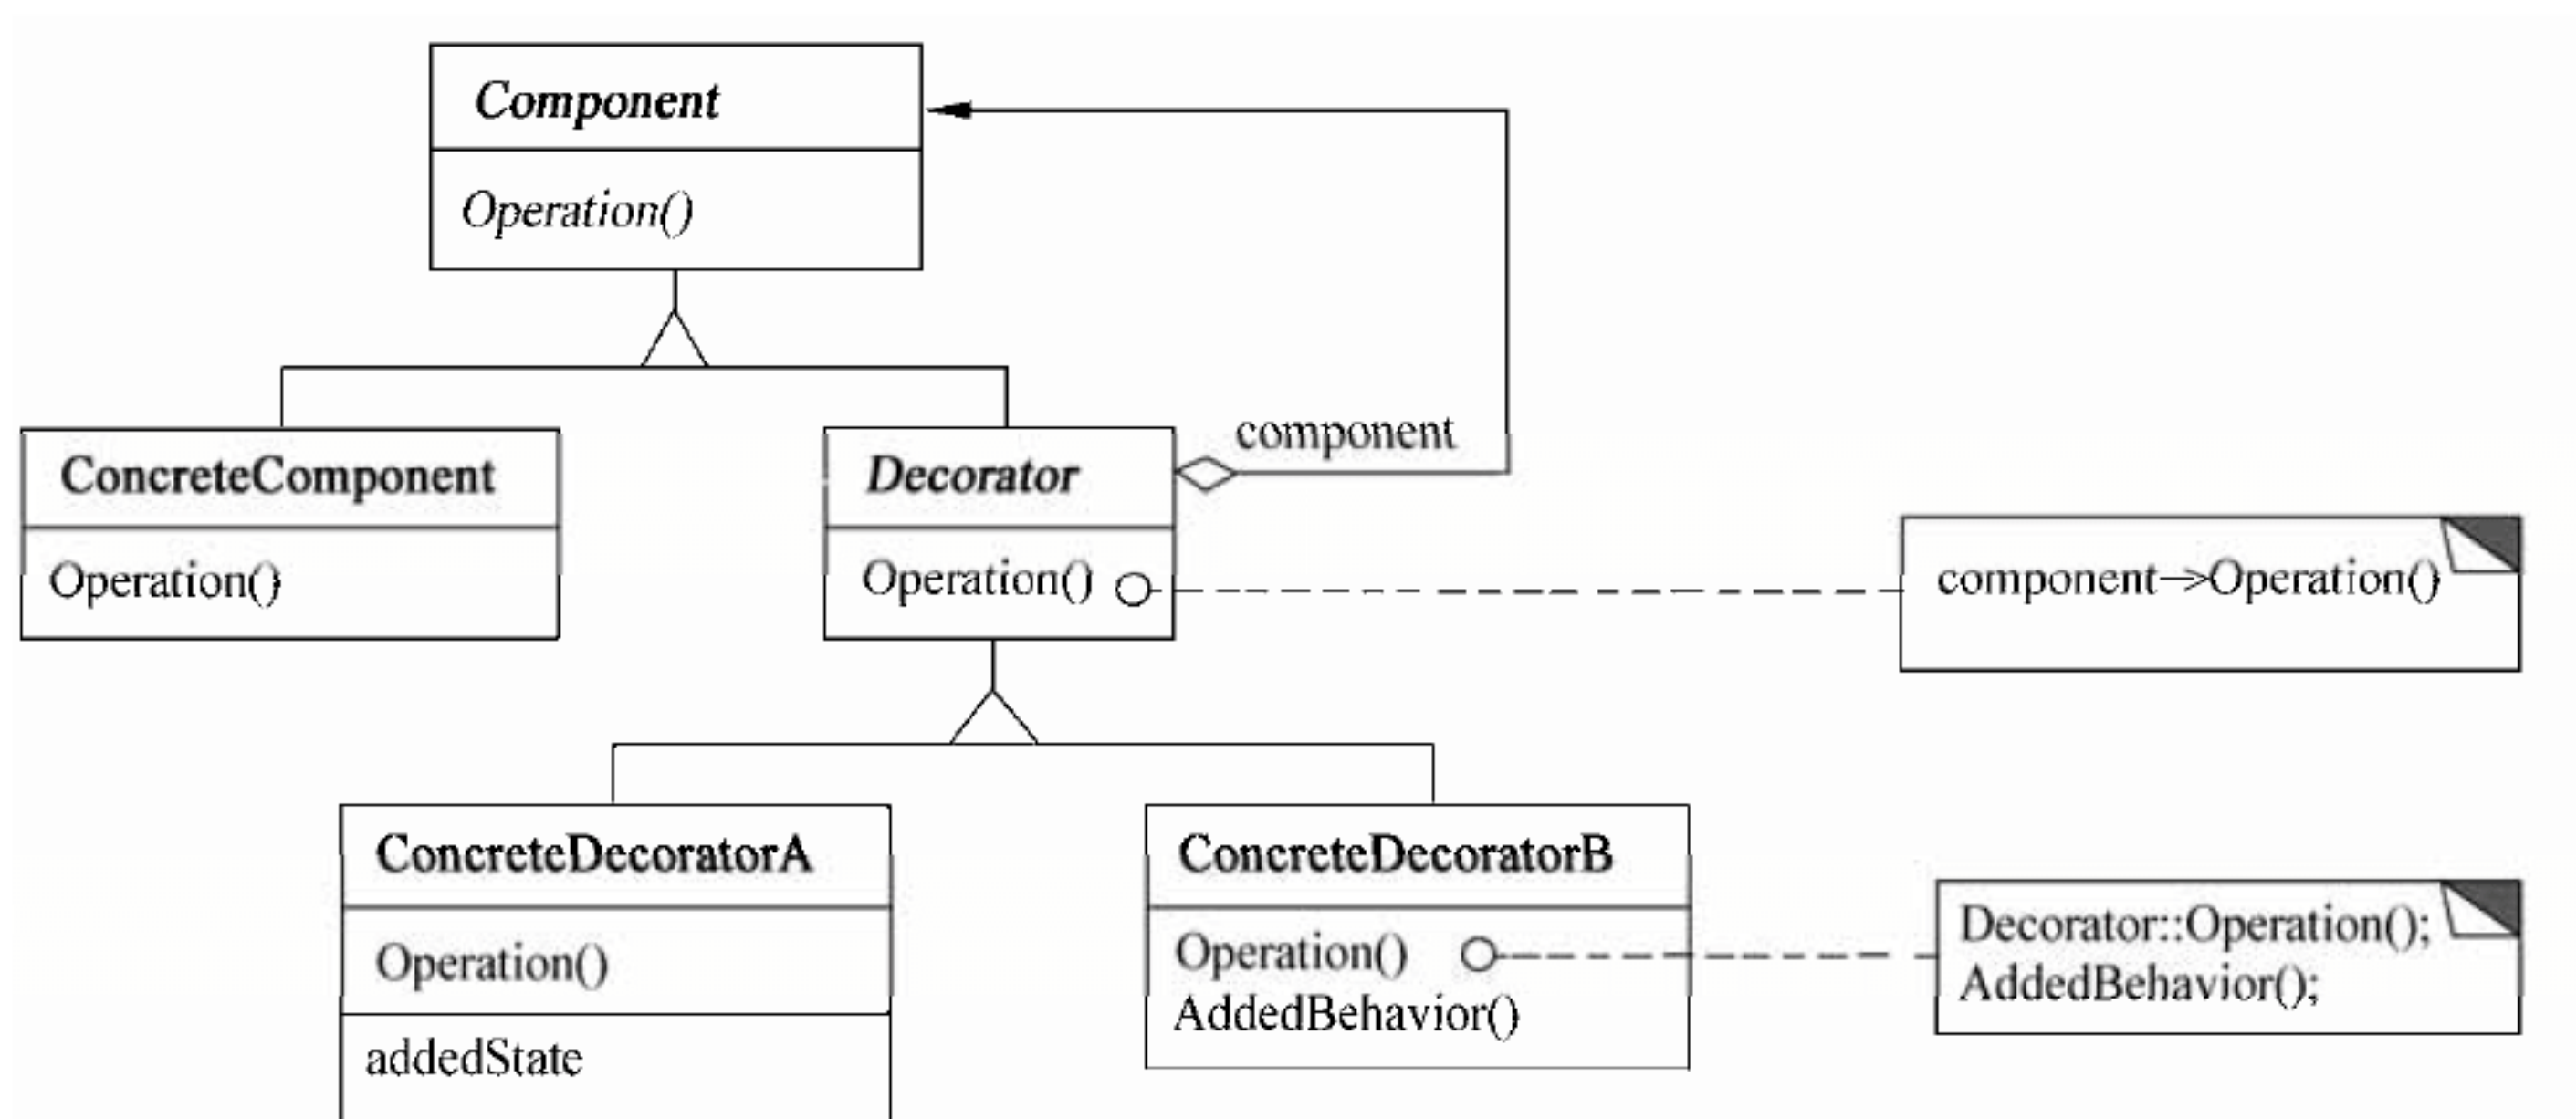 Component
Operation()
component
ConcreteComponent
Decorator
Operation()
Operation()
component->Operation()
ConcreteDecoratorA
ConcreteDecoratorB
Operation()
Operation()
AddedBehavior()
Decorator::Operation();
AddedBehavior();
addedState